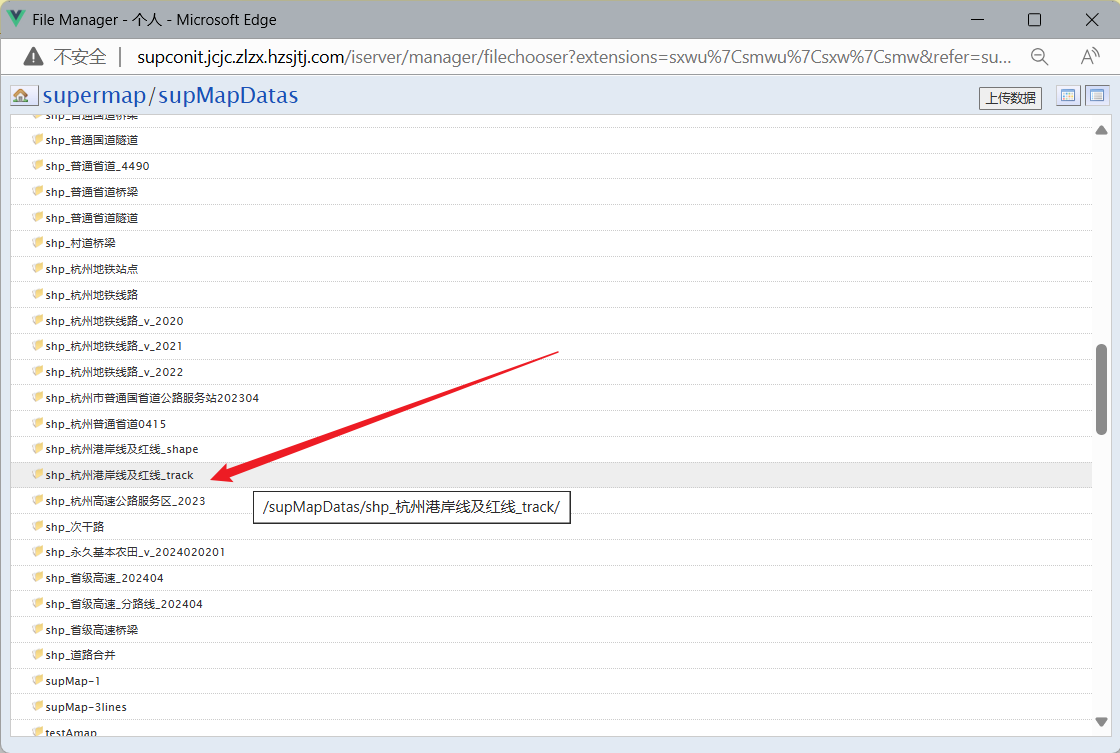 File Manager - 个人 - Microsoft Edge
不安全 | supconit.jcjc.zlzx.hzsjtj.com/iserver/manager/filechooser?extensions=sxwu%7Csmwu%7Csxw%7Csmw&refer=su...
supermap/supMapDatas
上传数据
shp_普通国道桥梁
shp_普通国道隧道
shp_普通省道_4490
shp_普通省道桥梁
shp_普通省道隧道
shp_村道桥梁
shp_杭州地铁站点
shp_杭州地铁线路
shp_杭州地铁线路_v_2020
shp_杭州地铁线路_v_2021
shp_杭州地铁线路_v_2022
shp_杭州市普通国省道公路服务站202304
shp_杭州普通省道0415
shp_杭州港岸线及红线_shape
shp_杭州港岸线及红线_track
shp_杭州高速公路服务区_2023
/supMapDatas/shp_杭州港岸线及红线_track/
shp_次干路
shp_永久基本农田_v_2024020201
shp_省级高速_202404
shp_省级高速_分路线_202404
shp_省级高速桥梁
shp_道路合并
supMap-1
supMap-3lines
testAmap